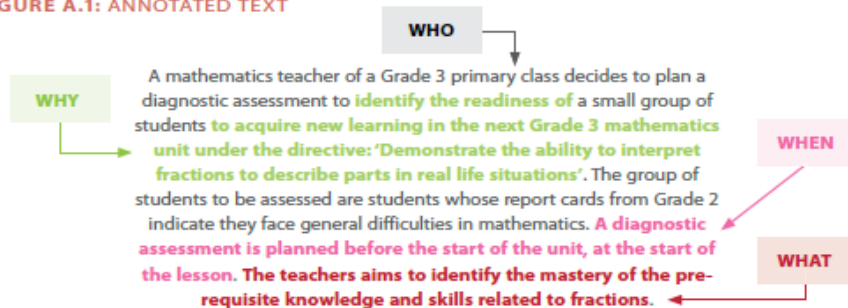 GURE A.1: ANNOTATED TEXT
WHO
A mathematics teacher of a Grade 3 primary class decides to plan a
diagnostic assessment to identify the readiness of a small group of
WHY
students to acquire new learning in the next Grade 3 mathematics
unit under the directive: ‘Demonstrate the ability to interpret
WHEN
fractions to describe parts in real life situations’. The group of
students to be assessed are students whose report cards from Grade 2
indicate they face general difficulties in mathematics. A diagnostic
assessment is planned before the start of the unit, at the start of
WHAT
the lesson. The teachers aims to identify the mastery of the pre-
requisite knowledge and skills related to fractions.